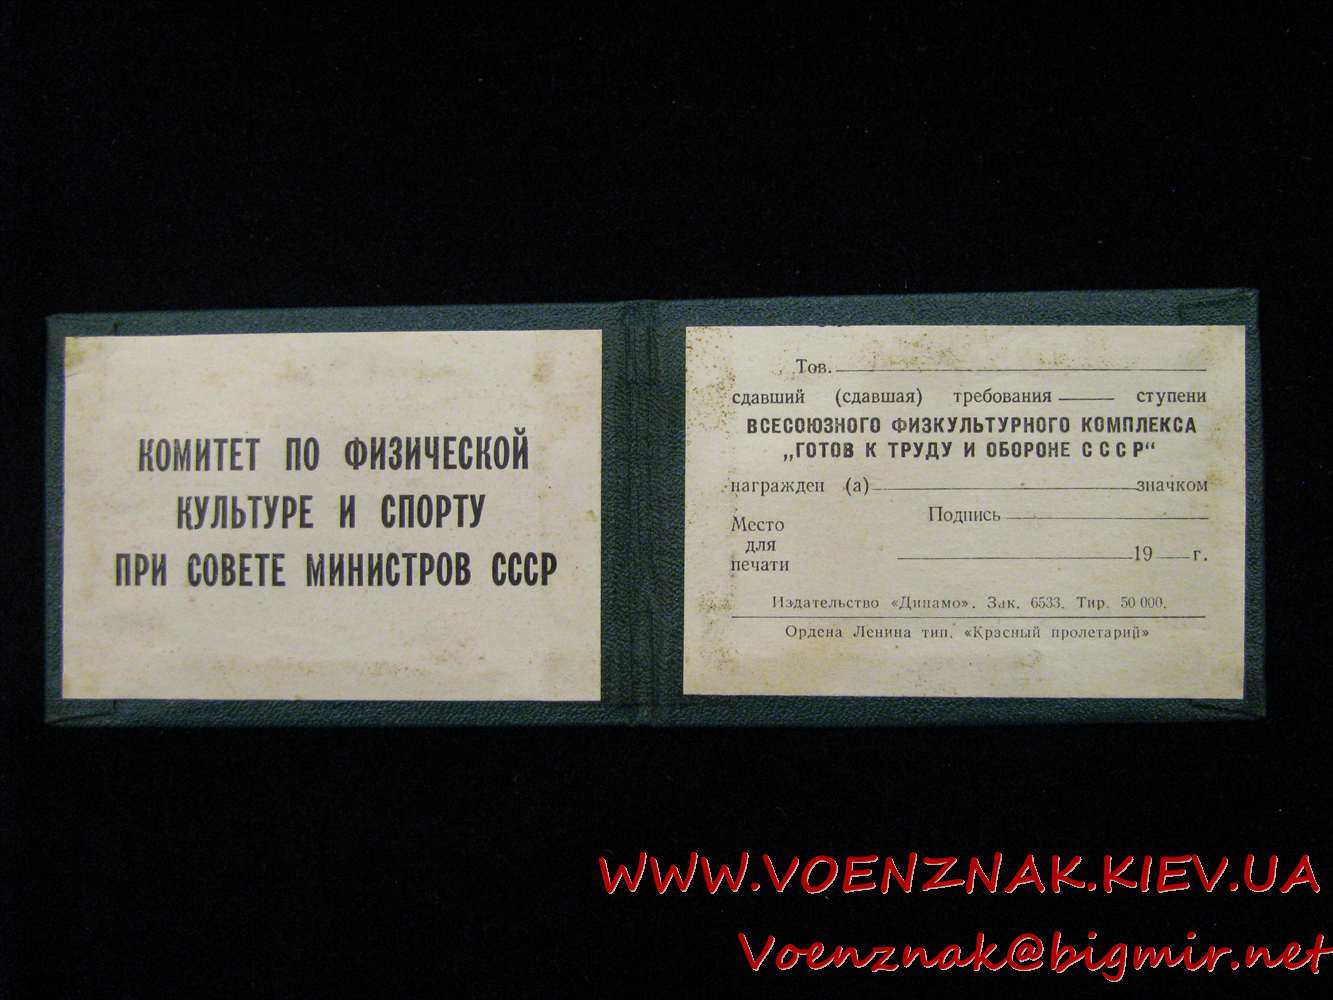 КОМИТЕТ ПО ФИЗИЧЕСКОЙ
КУЛЬТУРЕ И СПОРТУ
ПРИ СОВЕТЕ МИНИСТРОВ СССР
Тов.
сдавший (сдавшая) требования ступени
ВСЕСОЮЗНОГО ФИЗКУЛЬТУРНОГО КОМПЛЕКСА
„ГОТОВ К ТРУДУ И ОБОРОНЕ СССР“
награжден (а) значком
Подпись
Место
для
печати
19 г.
Издательство «Динамо». Зак. 6533. Тир. 50 000.
Ордена Ленина тип. «Красный пролетарий»
WWW.VOENZNAK.KIEV.UA
Voenznak@bigmir.net